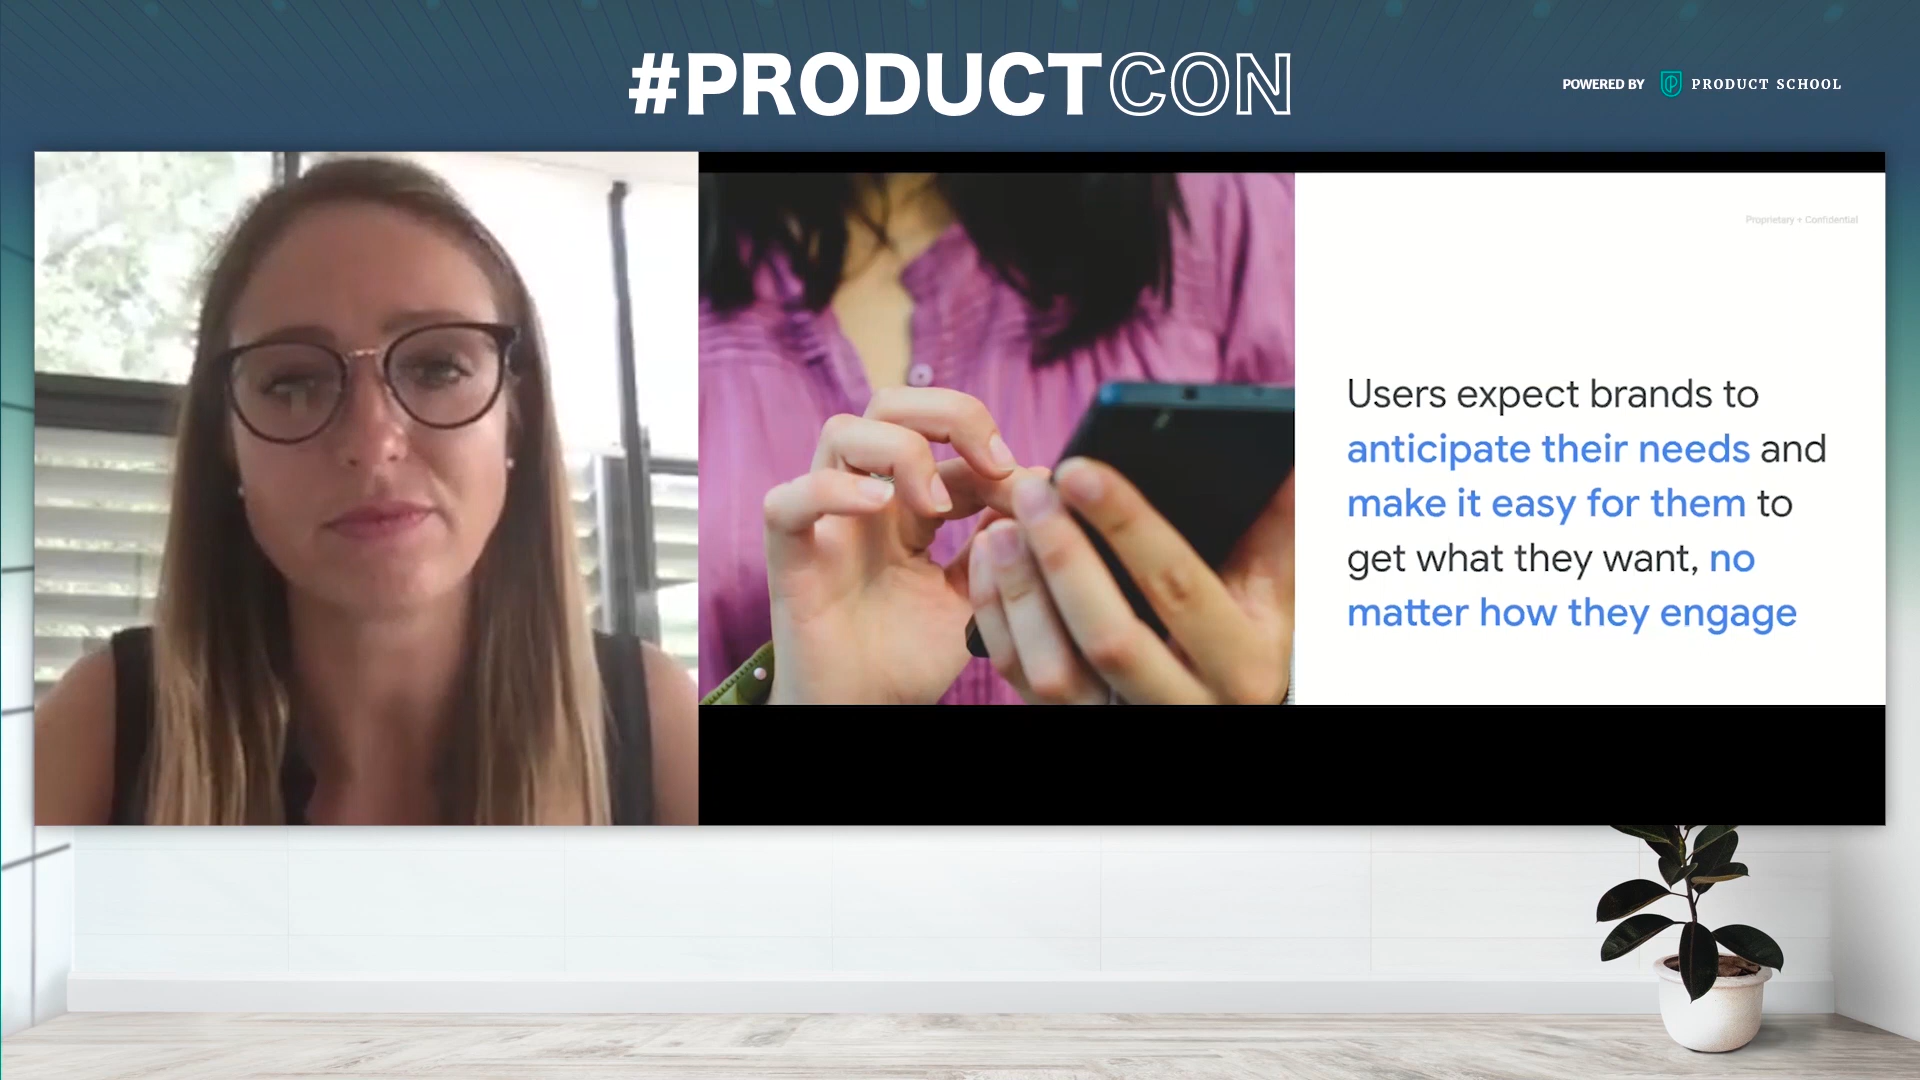 #PRODUCTCON
POWERED BY PRODUCT SCHOOL
Proprietary + Confidential
Users expect brands to
anticipate their needs and
make it easy for them to
get what they want, no
matter how they engage